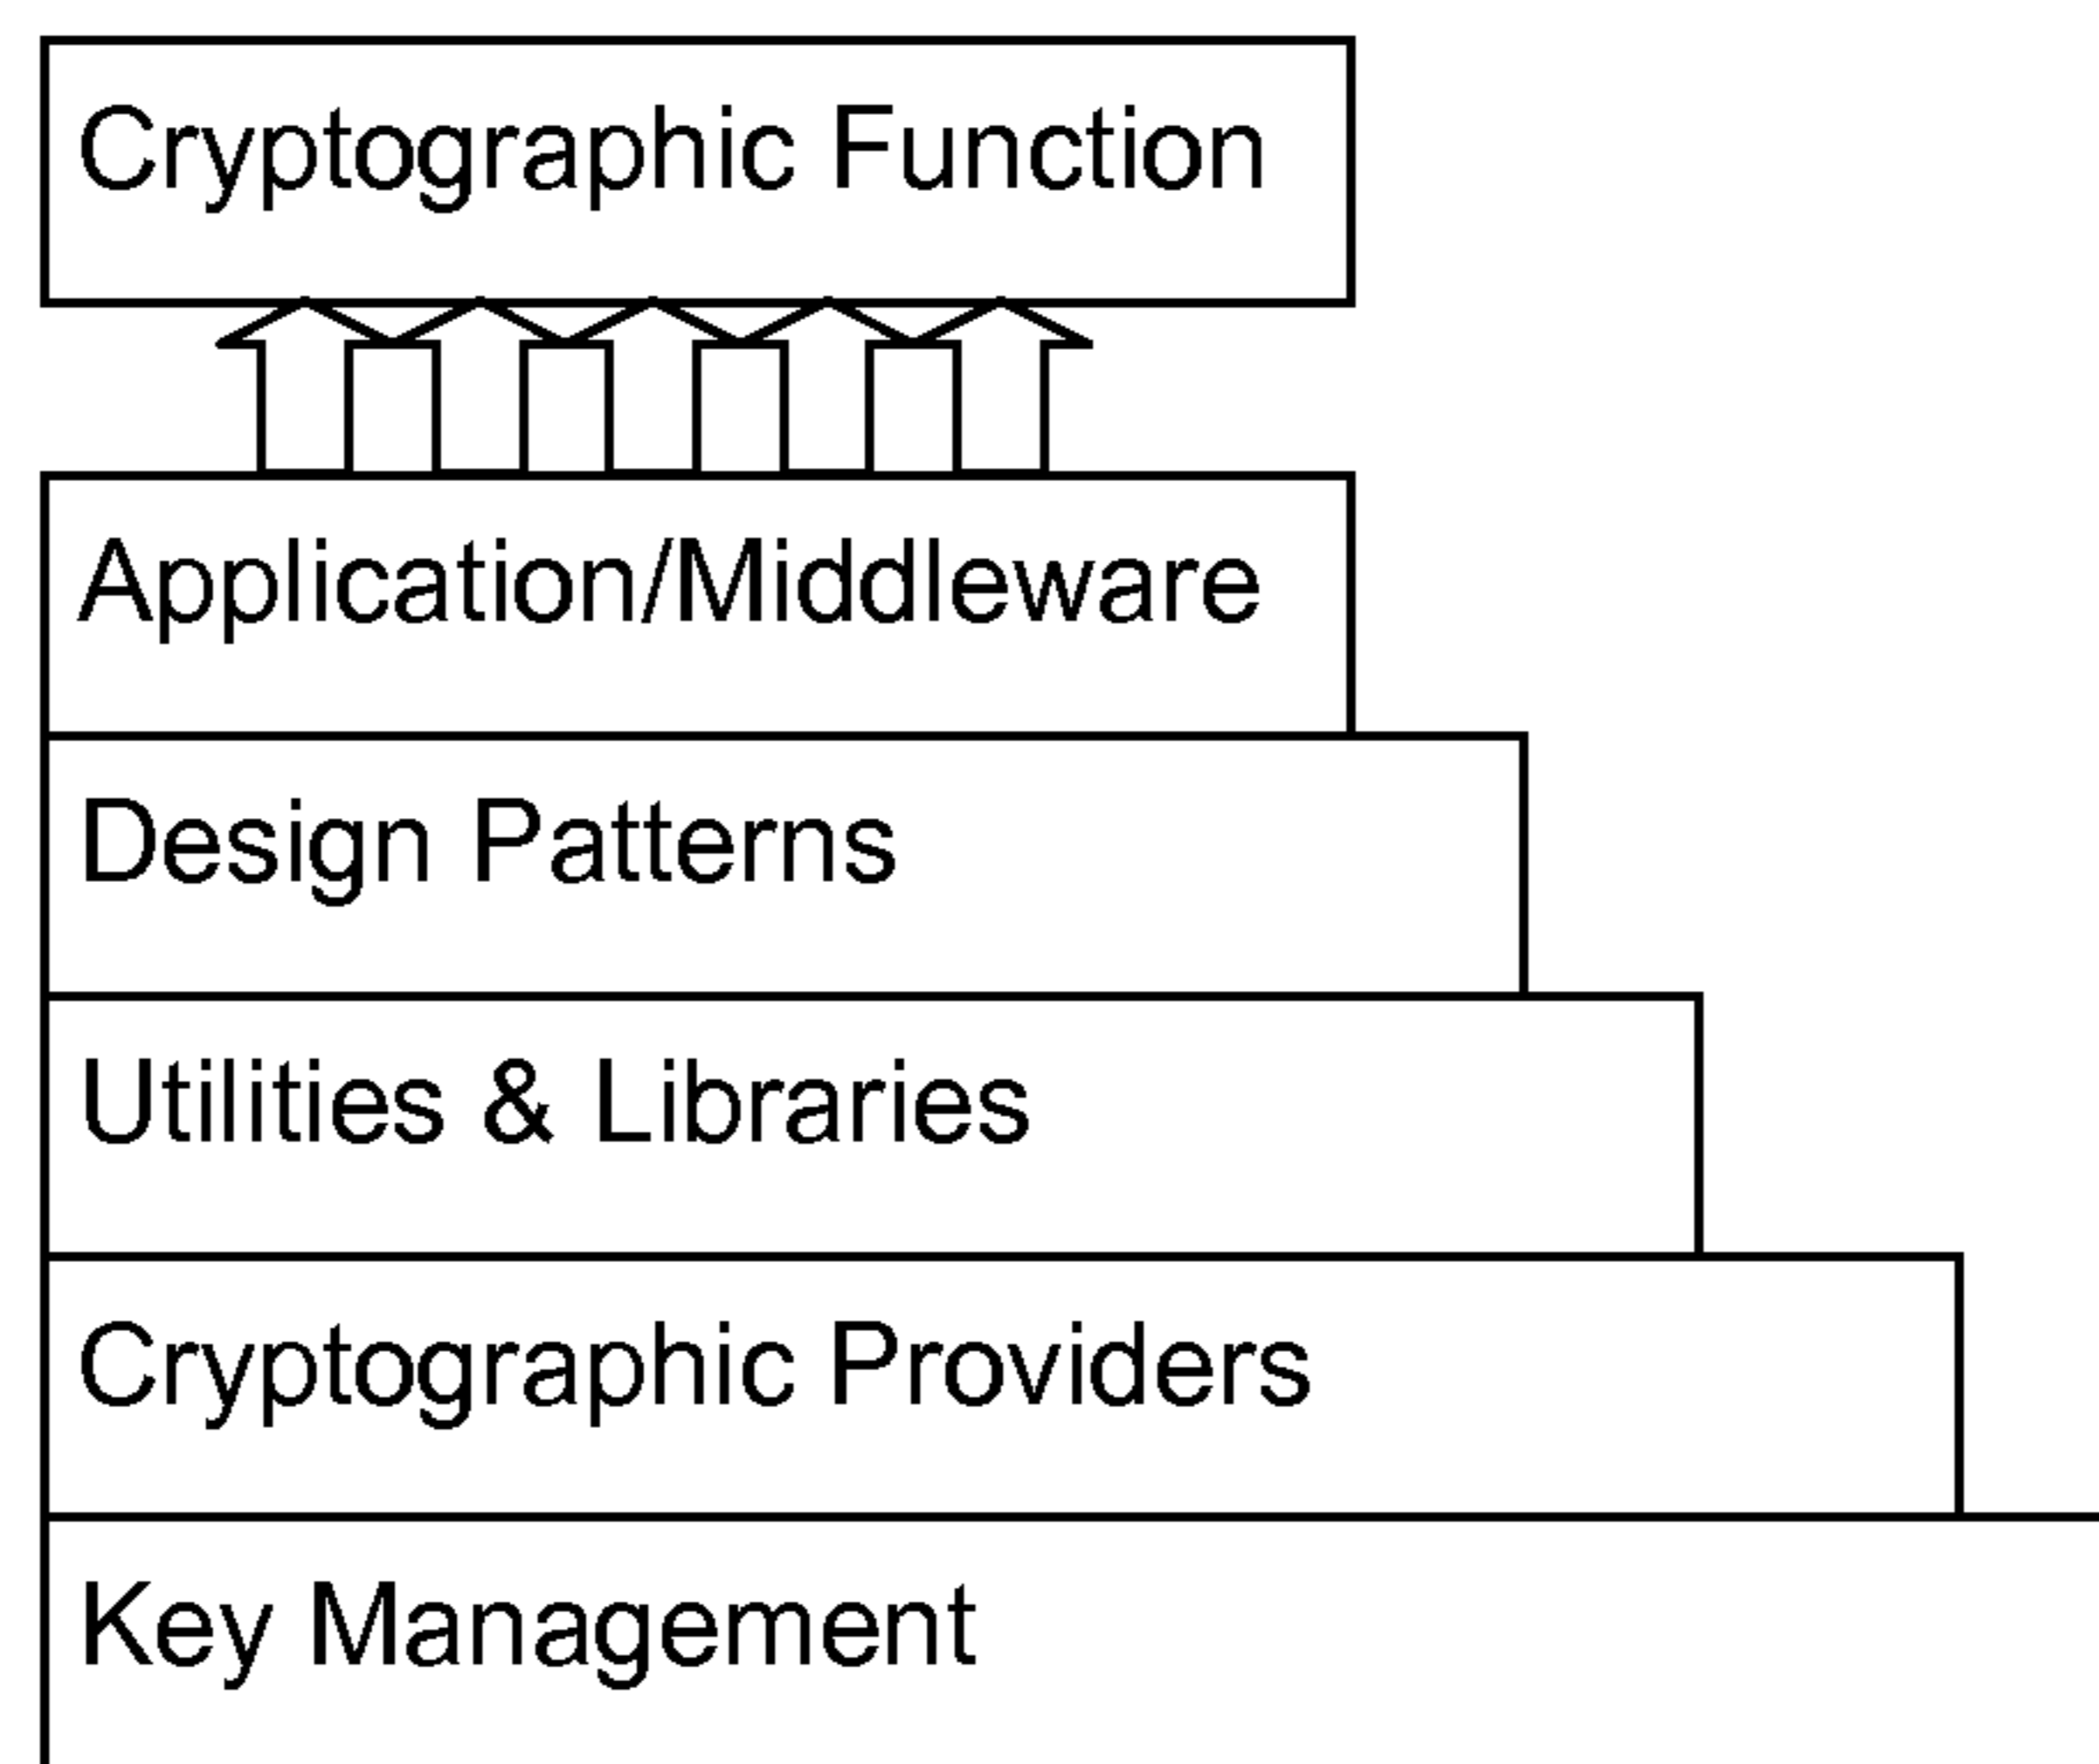 Cryptographic Function
Application/Middleware
Design Patterns
Utilities & Libraries
Cryptographic Providers
Key Management